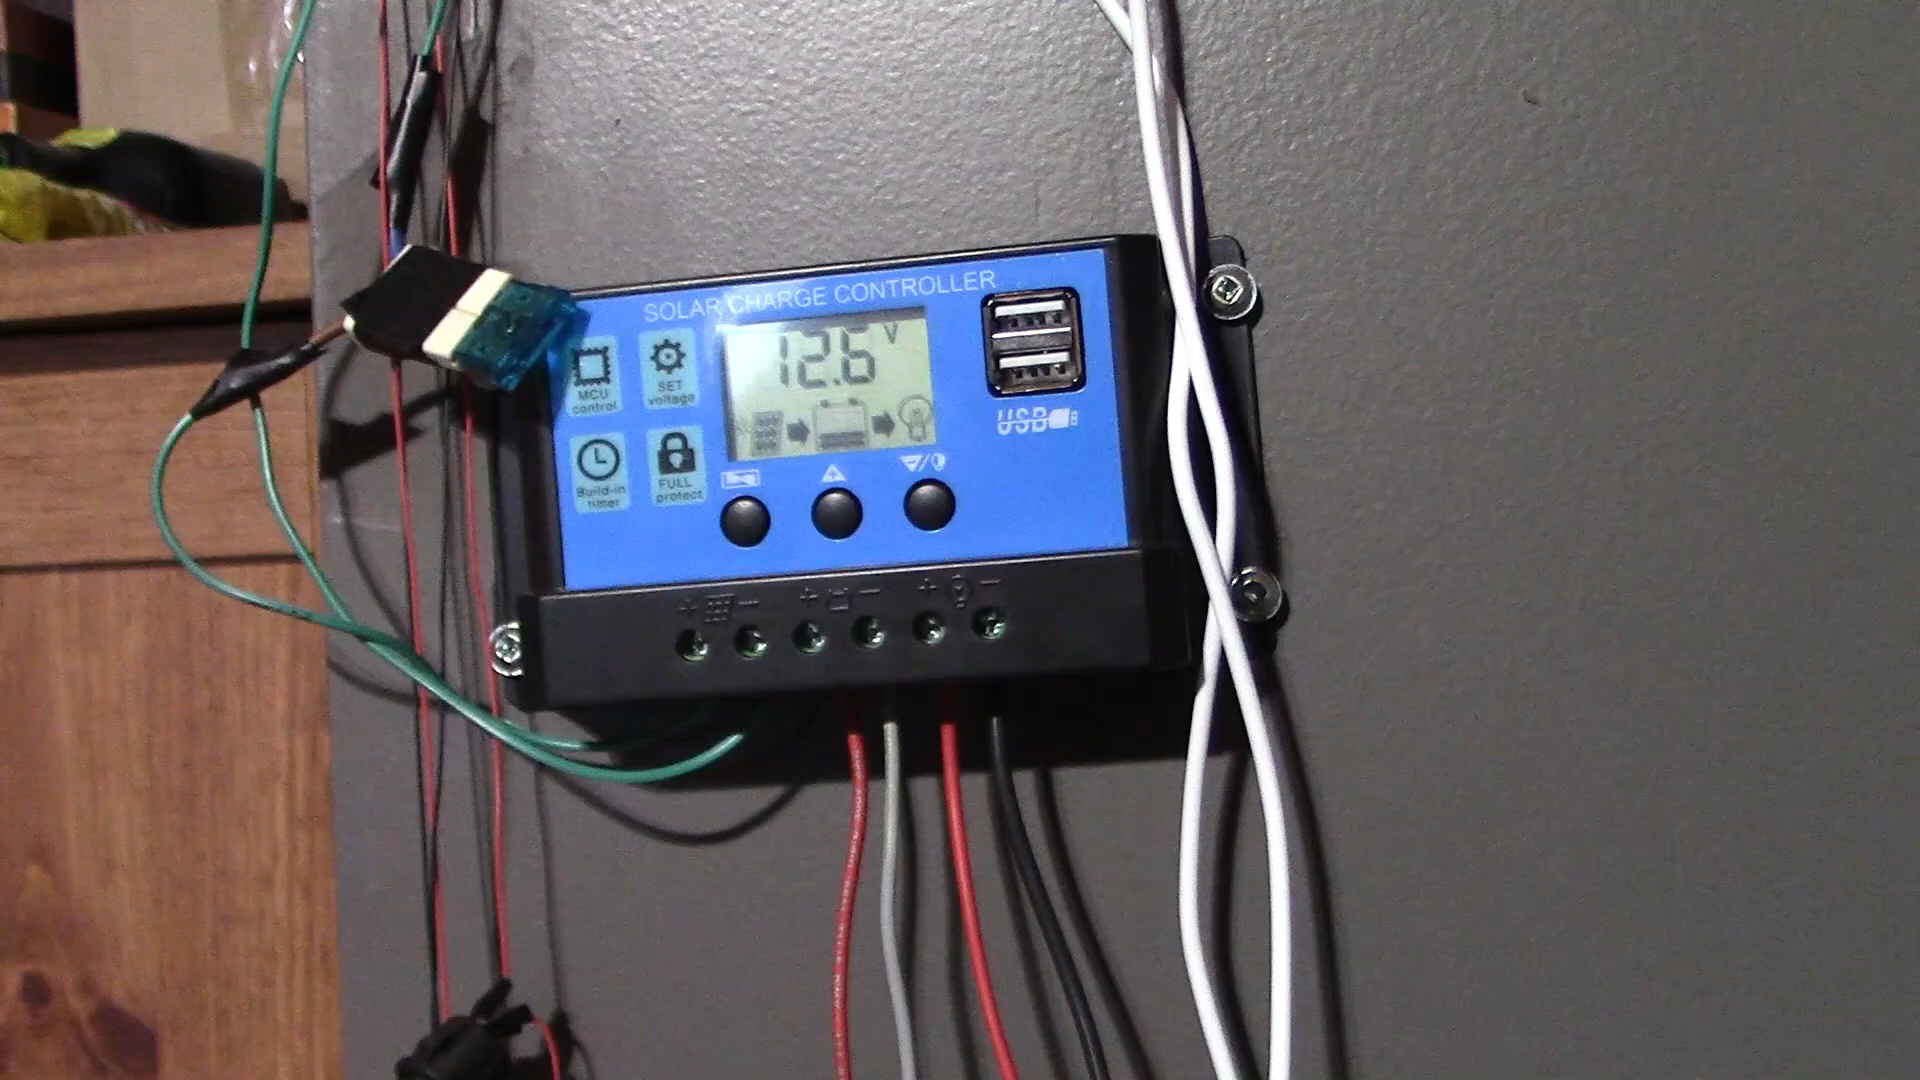 SOLAR CHARGE CONTROLLER
12.6 V
MCU
control
SET
voltage
Build-in
timer
FULL
protect
USB
+ - + - + -